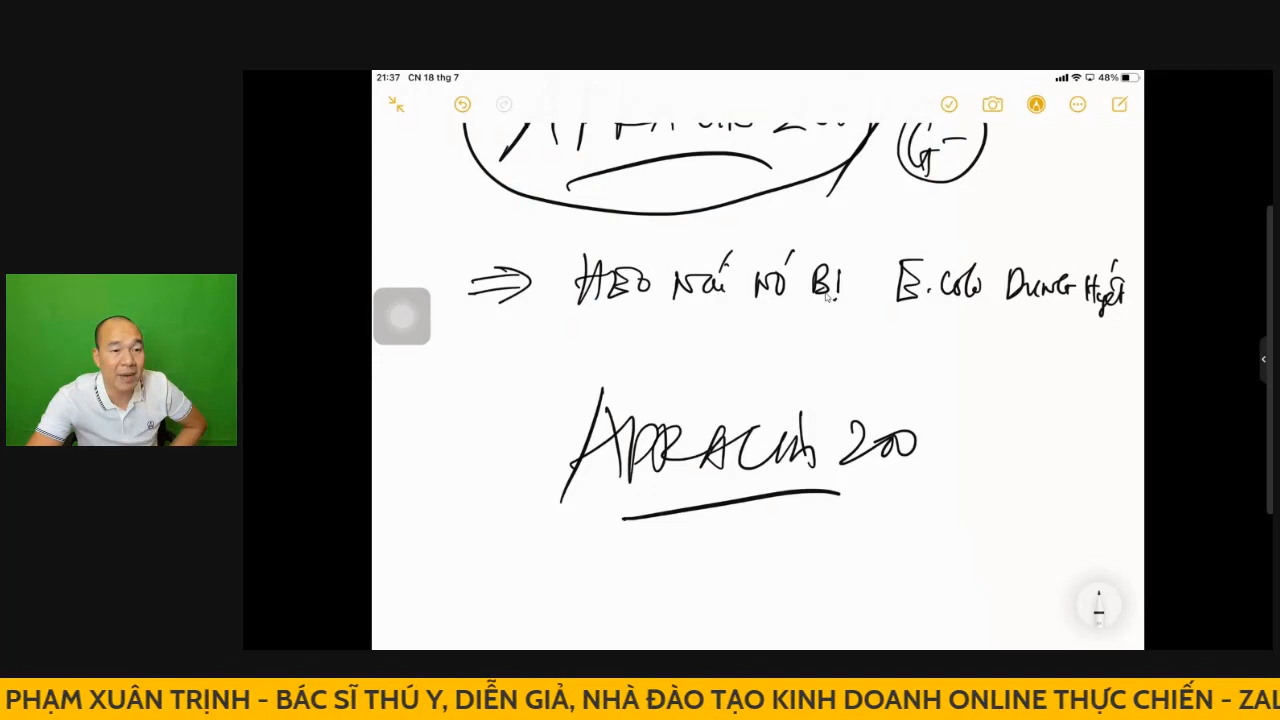 21:37 CN 18 thg 7 48%
G-
⇒ HEO Nái NÓ BỊ E. Coli DUNG Huyết
APRACIN 200
PHẠM XUÂN TRỊNH - BÁC SĨ THÚ Y, DIỄN GIẢ, NHÀ ĐÀO TẠO KINH DOANH ONLINE THỰC CHIẾN - ZAL